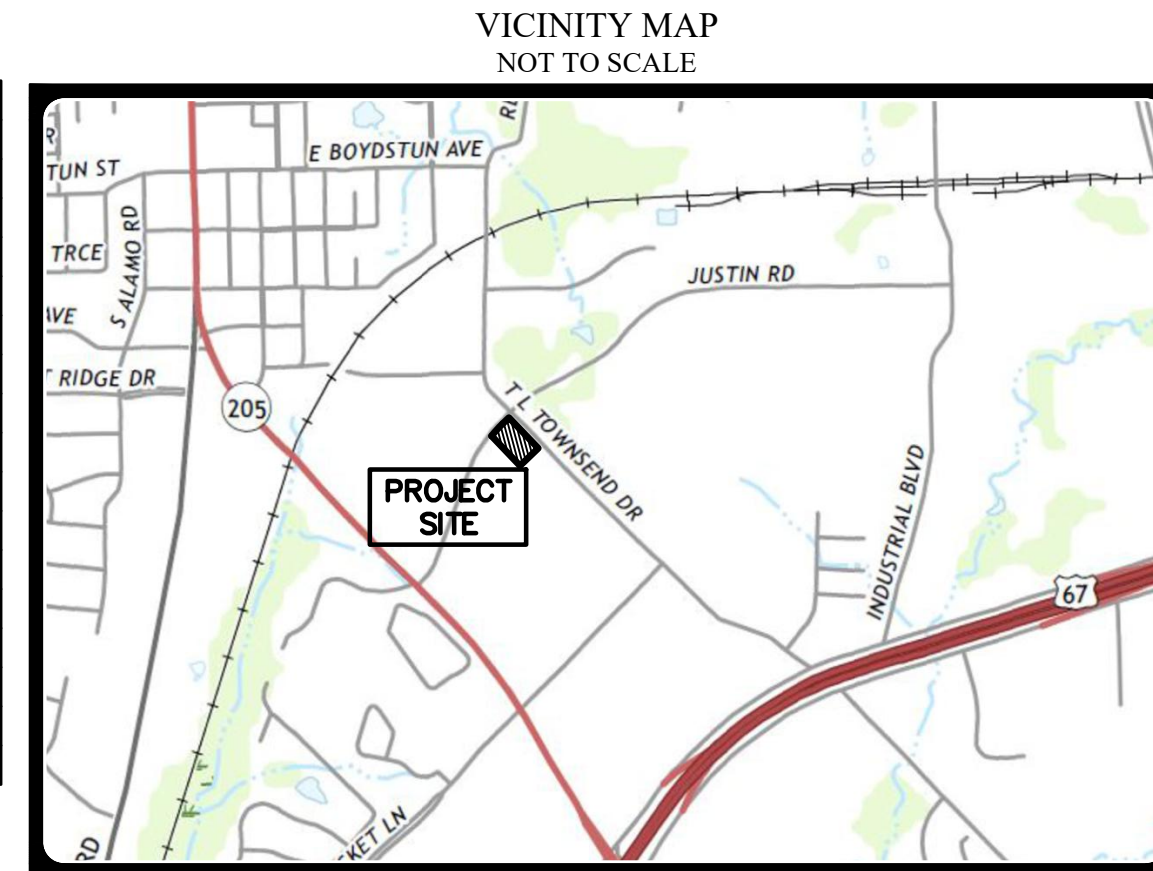 VICINITY MAP
NOT TO SCALE
RD
E BOYDSTUN AVE
TUN ST
S ALAMO RD
TRCE
JUSTIN RD
AVE
T RIDGE DR
205
T L TOWNSEND DR
PROJECT
SITE
INDUSTRIAL BLVD
67
KET LN
RD